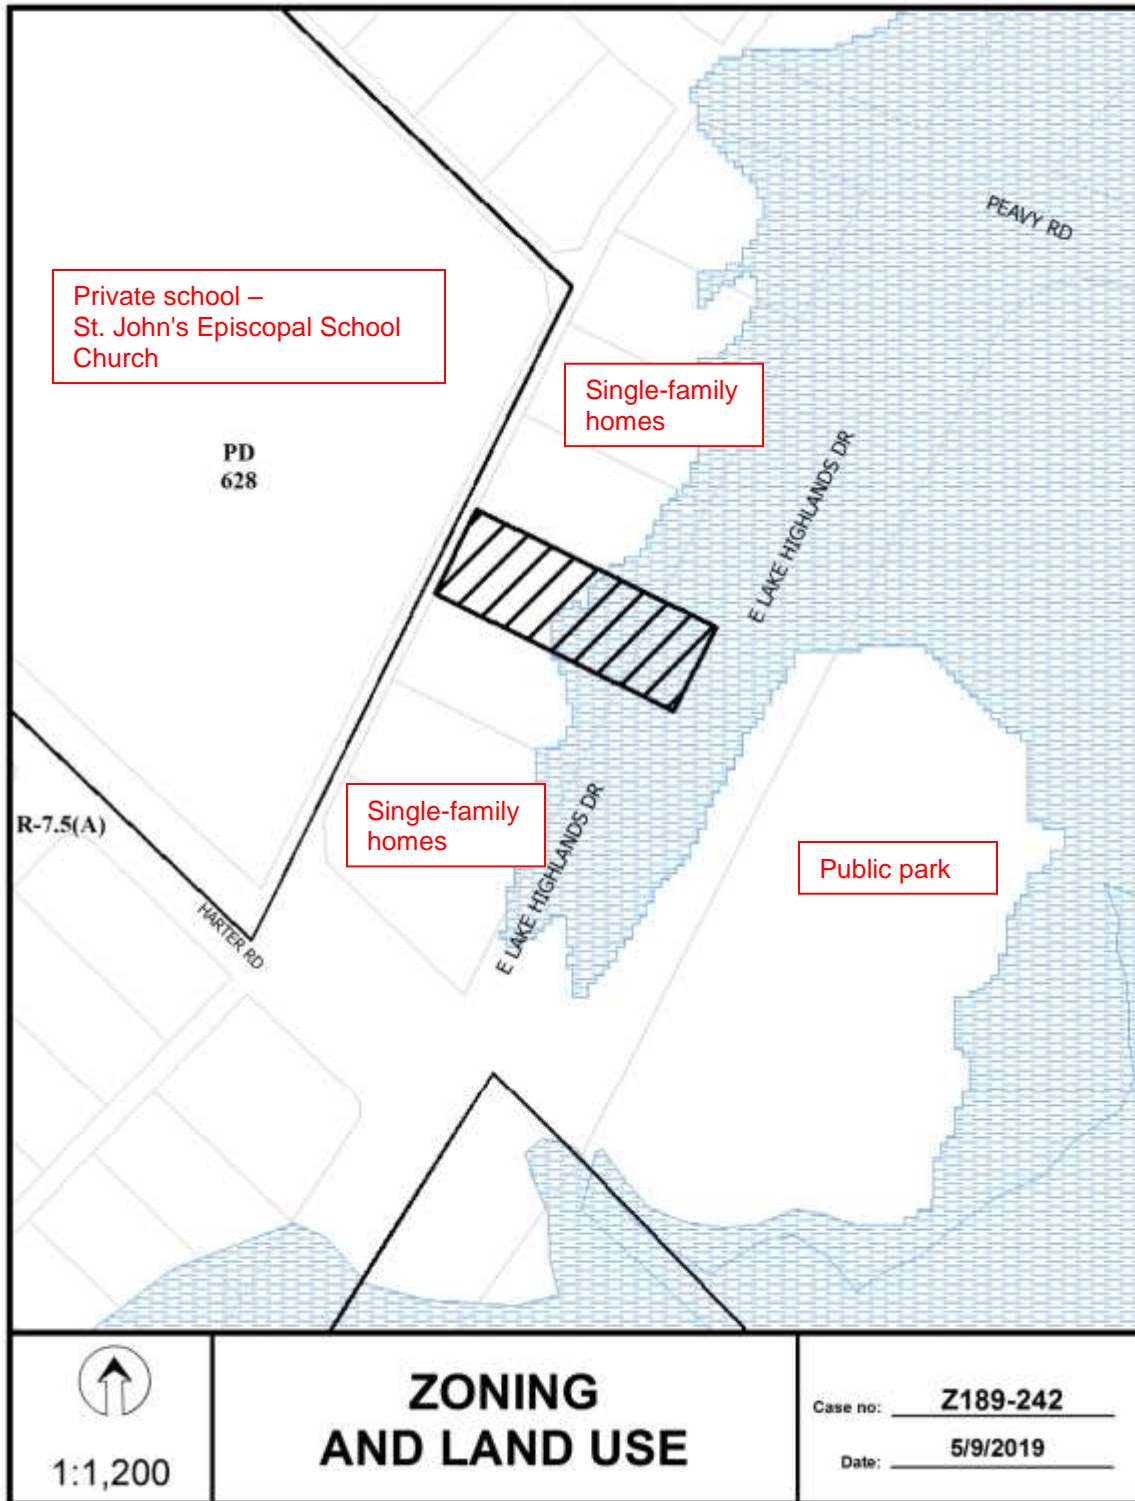 PEAVY RD
Private school –
St. John's Episcopal School
Church
Single-family
homes
PD
628
E LAKE HIGHLANDS DR
Single-family
homes
R-7.5(A)
E LAKE HIGHLANDS DR
Public park
HARTER RD
1:1,200
ZONING
AND LAND USE
Case no: Z189-242
Date: 5/9/2019